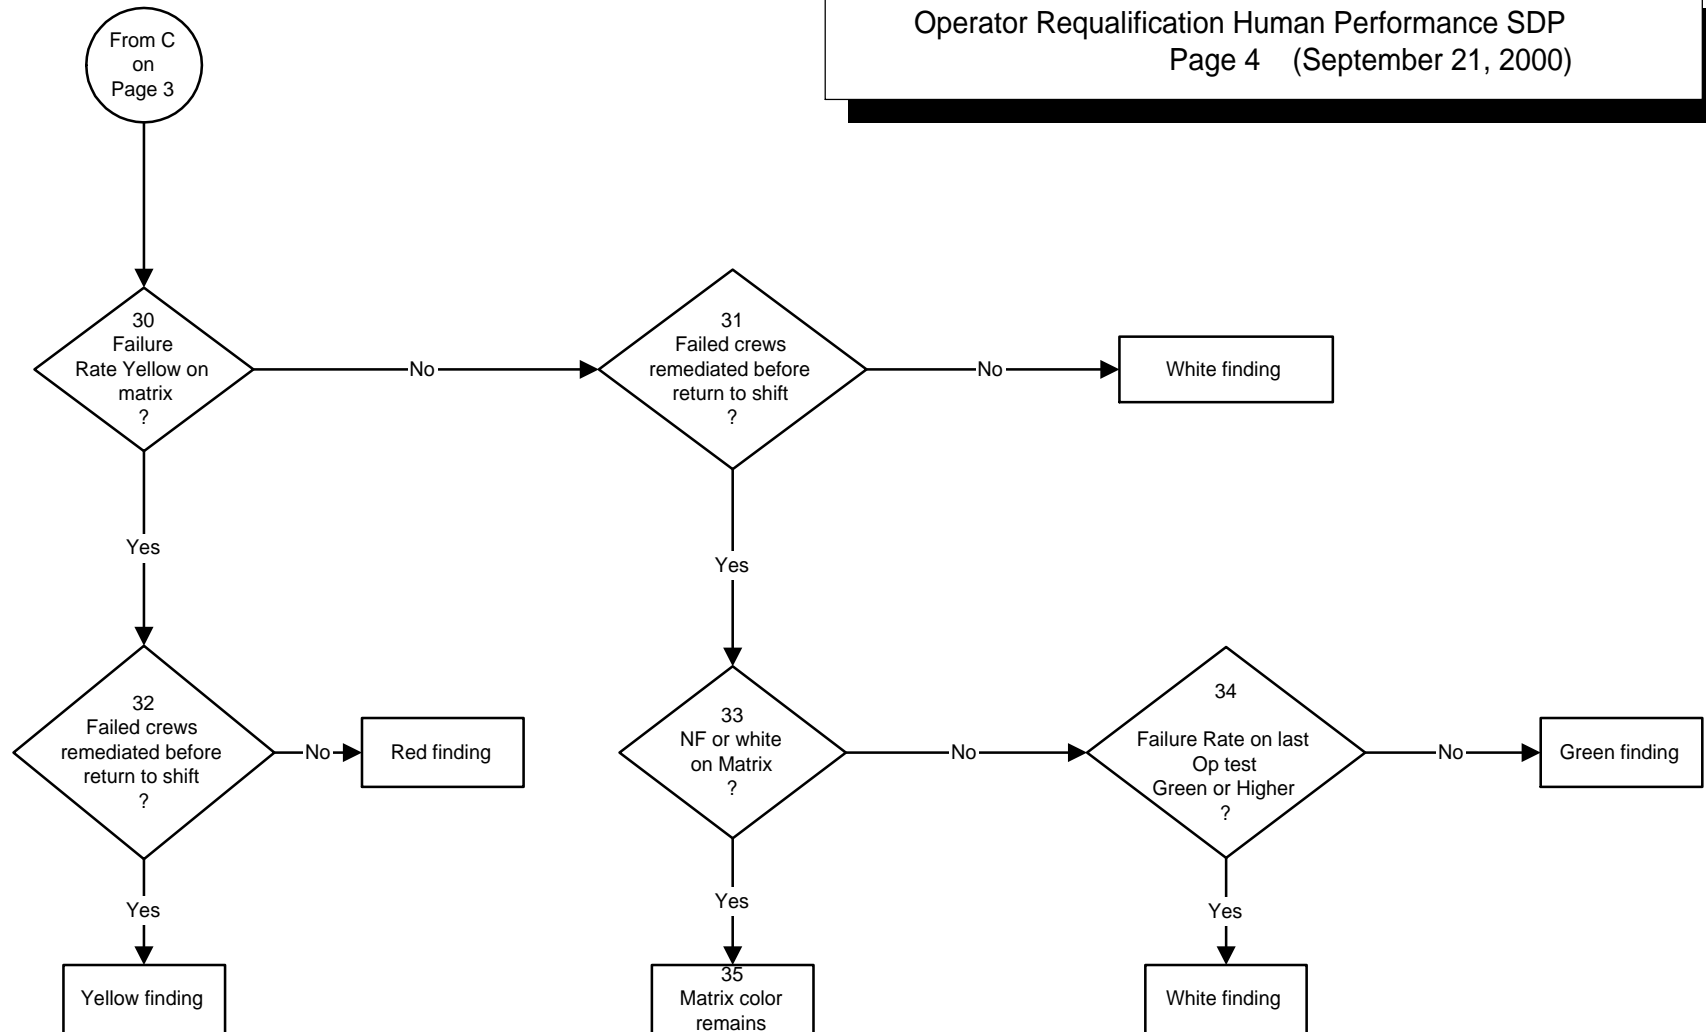 Operator Requalification Human Performance SDP
Page 4 (September 21, 2000)
From C
on
Page 3
30
Failure
Rate Yellow on
matrix
?
No
31
Failed crews
remediated before
return to shift
?
No
White finding
Yes
Yes
32
Failed crews
remediated before
return to shift
?
No
Red finding
33
NF or white
on Matrix
?
No
34
Failure Rate on last
Op test
Green or Higher
?
No
Green finding
Yes
Yes
Yes
Yellow finding
35
Matrix color
remains
White finding